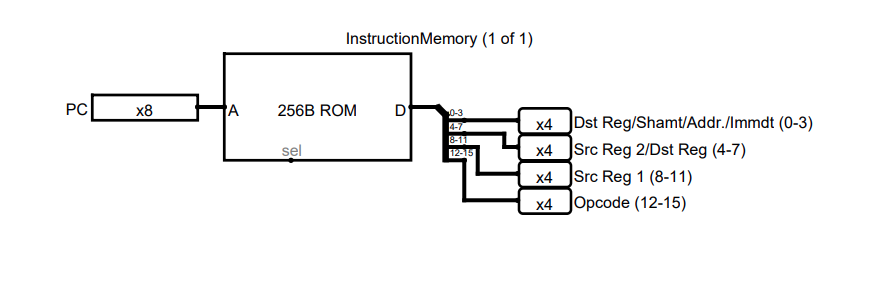 InstructionMemory (1 of 1)
PC x8 A 256B ROM D
sel
0-3
4-7
8-11
12-15
x4 Dst Reg/Shamt/Addr./Immdt (0-3)
x4 Src Reg 2/Dst Reg (4-7)
x4 Src Reg 1 (8-11)
x4 Opcode (12-15)